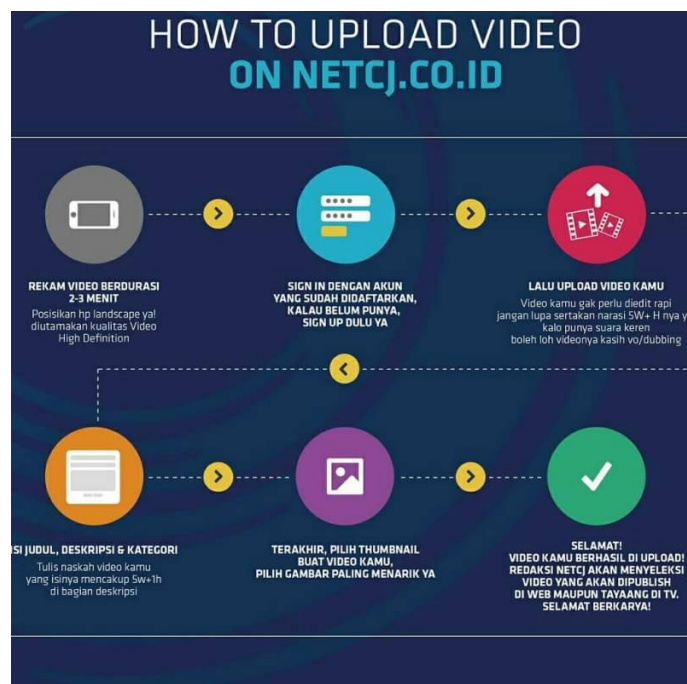 HOW TO UPLOAD VIDEO
ON NETCJ.CO.ID
REKAM VIDEO BERDURASI
2-3 MENIT
Posisikan hp landscape ya!
diutamakan kualitas Video
High Definition
SIGN IN DENGAN AKUN
YANG SUDAH DIDAFTARKAN,
KALAU BELUM PUNYA,
SIGN UP DULU YA
LALU UPLOAD VIDEO KAMU
Video kamu gak perlu diedit rapi
jangan lupa sertakan narasi 5W+ H nya y
kalo punya suara keren
boleh loh videonya kasih vo/dubbing
SI JUDUL, DESKRIPSI & KATEGORI
Tulis naskah video kamu
yang isinya mencakup 5w+1h
di bagian deskripsi
TERAKHIR, PILIH THUMBNAIL
BUAT VIDEO KAMU,
PILIH GAMBAR PALING MENARIK YA
SELAMAT!
VIDEO KAMU BERHASIL DI UPLOAD!
REDAKSI NETCJ AKAN MENYELEKSI
VIDEO YANG AKAN DIPUBLISH
DI WEB MAUPUN TAYAANG DI TV.
SELAMAT BERKARYA!